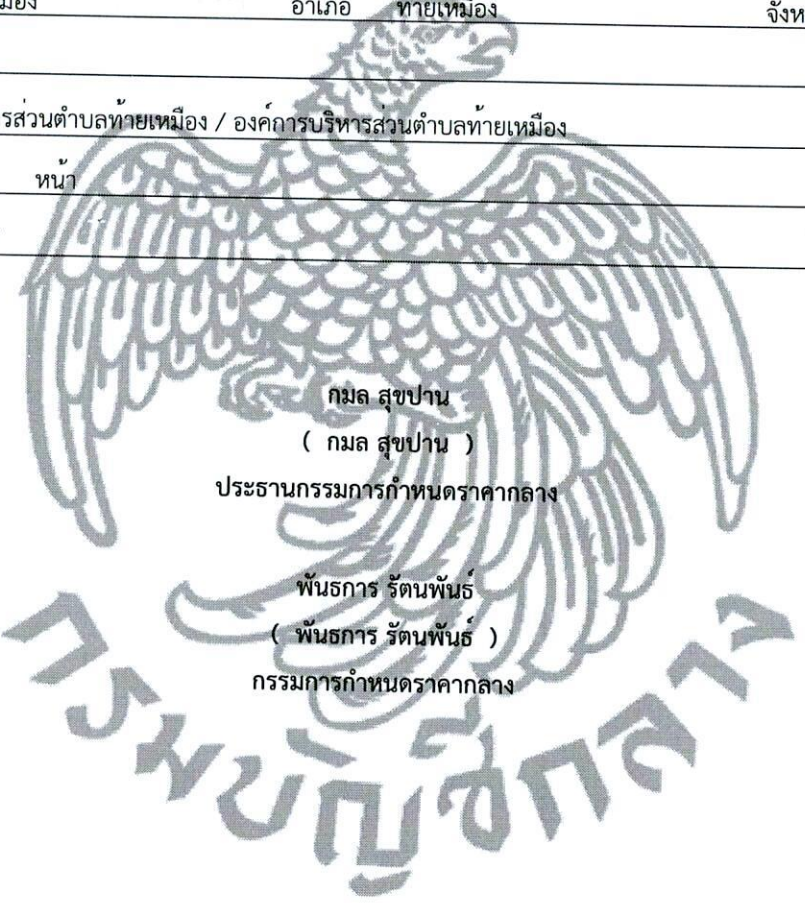 มือง อำเภอ ท้ายเหมือง จังห
รส่วนตำบลท้ายเหมือง / องค์การบริหารส่วนตำบลท้ายเหมือง
หน้า
กมล สุขปาน
( กมล สุขปาน )
ประธานกรรมการกำหนดราคากลาง
พันธการ รัตนพันธ์
( พันธการ รัตนพันธ์ )
กรรมการกำหนดราคากลาง
กรมบัญชีกลาง